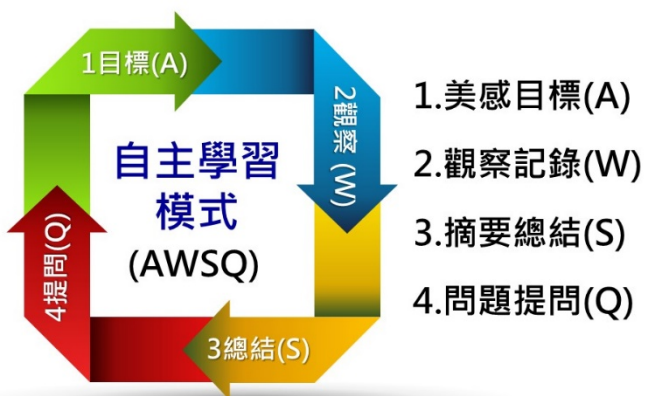 1目標(A)
2觀察 (W)
3總結(S)
4提問(Q)
自主學習
模式
(AWSQ)
1.美感目標(A)
2.觀察記錄(W)
3.摘要總結(S)
4.問題提問(Q)